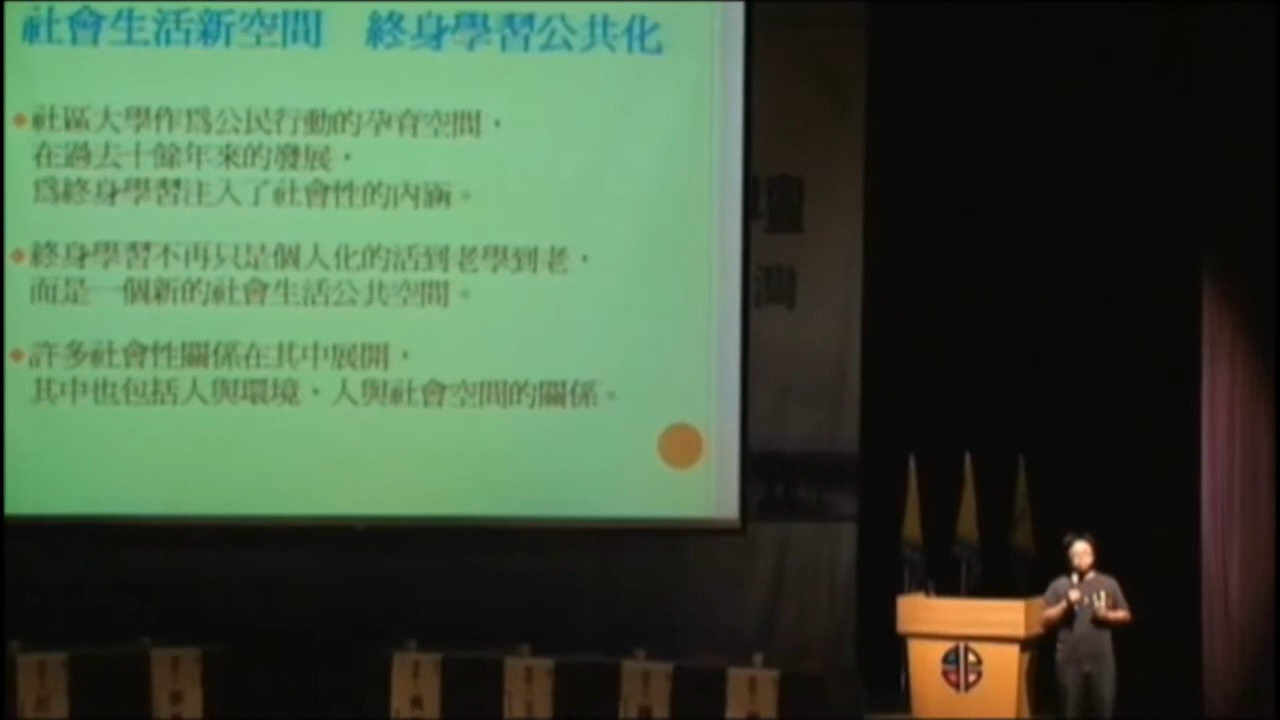 社會生活新空間　終身學習公共化
社區大學作為公民行動的孕育空間，
在過去十餘年來的發展，
為終身學習注入了社會性的內涵。
終身學習不再只是個人化的活到老學到老，
而是一個新的社會生活公共空間。
許多社會性關係在其中展開，
其中也包括人與環境、人與社會空間的關係。
壇
灣